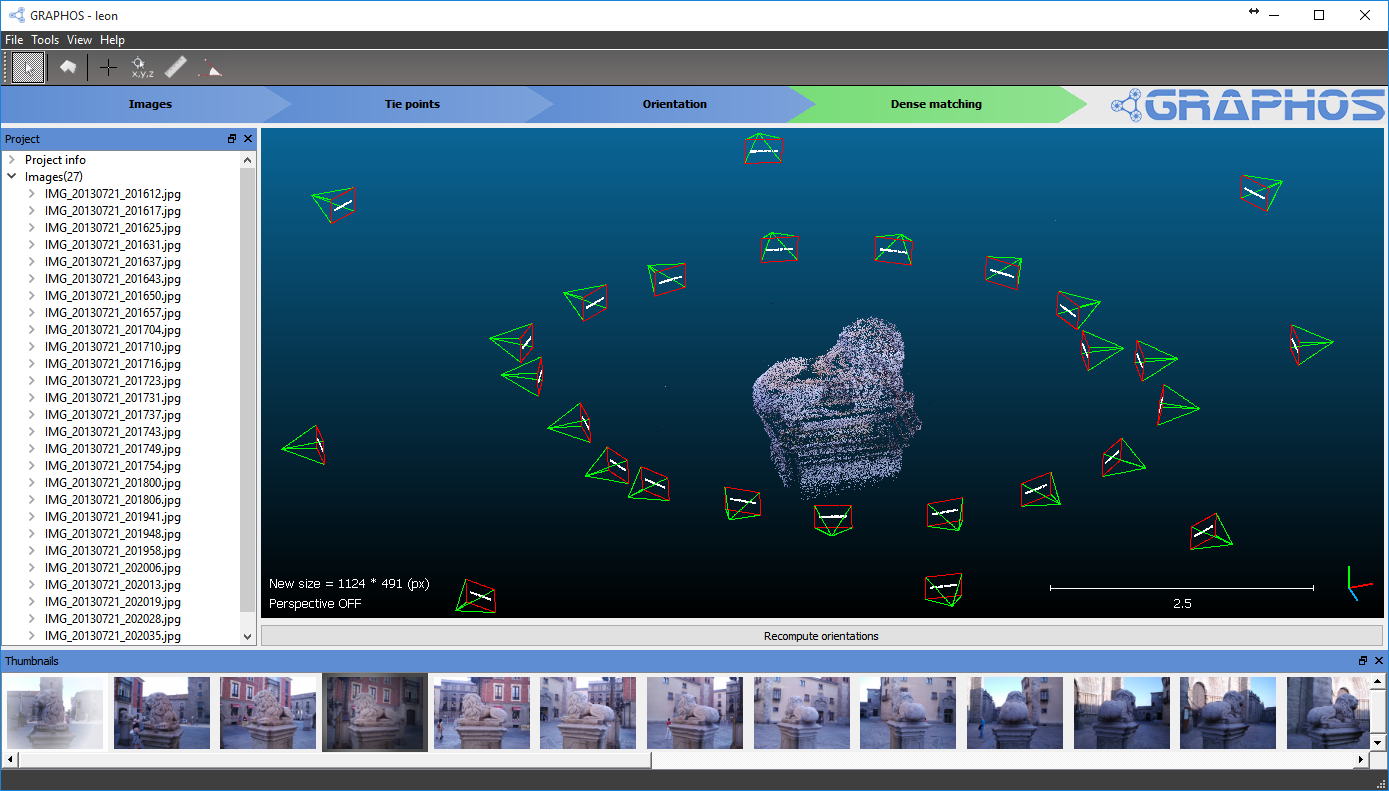 GRAPHOS - leon
File Tools View Help
x,y,z
Images Tie points Orientation Dense matching GRAPHOS
Project
Project info
Images(27)
IMG_20130721_201612.jpg
IMG_20130721_201617.jpg
IMG_20130721_201625.jpg
IMG_20130721_201631.jpg
IMG_20130721_201637.jpg
IMG_20130721_201643.jpg
IMG_20130721_201650.jpg
IMG_20130721_201657.jpg
IMG_20130721_201704.jpg
IMG_20130721_201710.jpg
IMG_20130721_201716.jpg
IMG_20130721_201723.jpg
IMG_20130721_201731.jpg
IMG_20130721_201737.jpg
IMG_20130721_201743.jpg
IMG_20130721_201749.jpg
IMG_20130721_201754.jpg
IMG_20130721_201800.jpg
IMG_20130721_201806.jpg
IMG_20130721_201941.jpg
IMG_20130721_201948.jpg
IMG_20130721_201958.jpg
IMG_20130721_202006.jpg
IMG_20130721_202013.jpg
IMG_20130721_202019.jpg
IMG_20130721_202028.jpg
IMG_20130721_202035.jpg
New size = 1124 * 491 (px)
Perspective OFF
2.5
Recompute orientations
Thumbnails